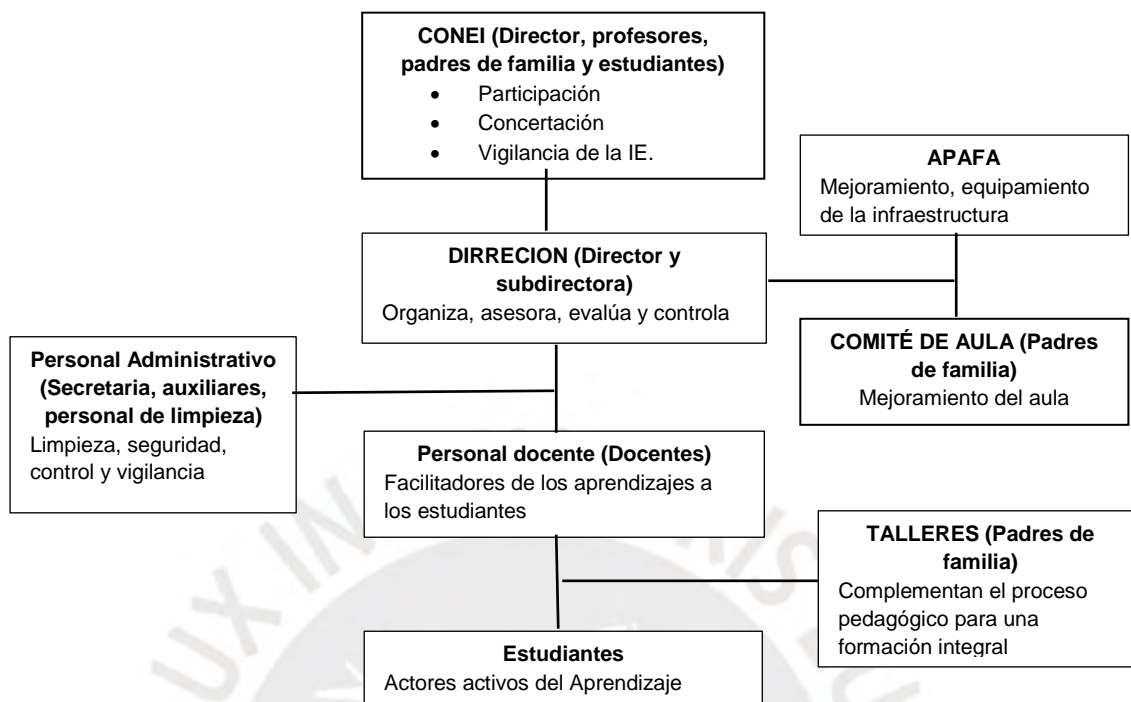 CONEI (Director, profesores,
padres de familia y estudiantes)
• Participación
• Concertación
• Vigilancia de la IE.
APAFA
Mejoramiento, equipamiento
de la infraestructura
DIRRECION (Director y
subdirectora)
Organiza, asesora, evalúa y controla
COMITÉ DE AULA (Padres
de familia)
Mejoramiento del aula
Personal Administrativo
(Secretaria, auxiliares,
personal de limpieza)
Limpieza, seguridad,
control y vigilancia
Personal docente (Docentes)
Facilitadores de los aprendizajes a
los estudiantes
TALLERES (Padres de
familia)
Complementan el proceso
pedagógico para una
formación integral
Estudiantes
Actores activos del Aprendizaje